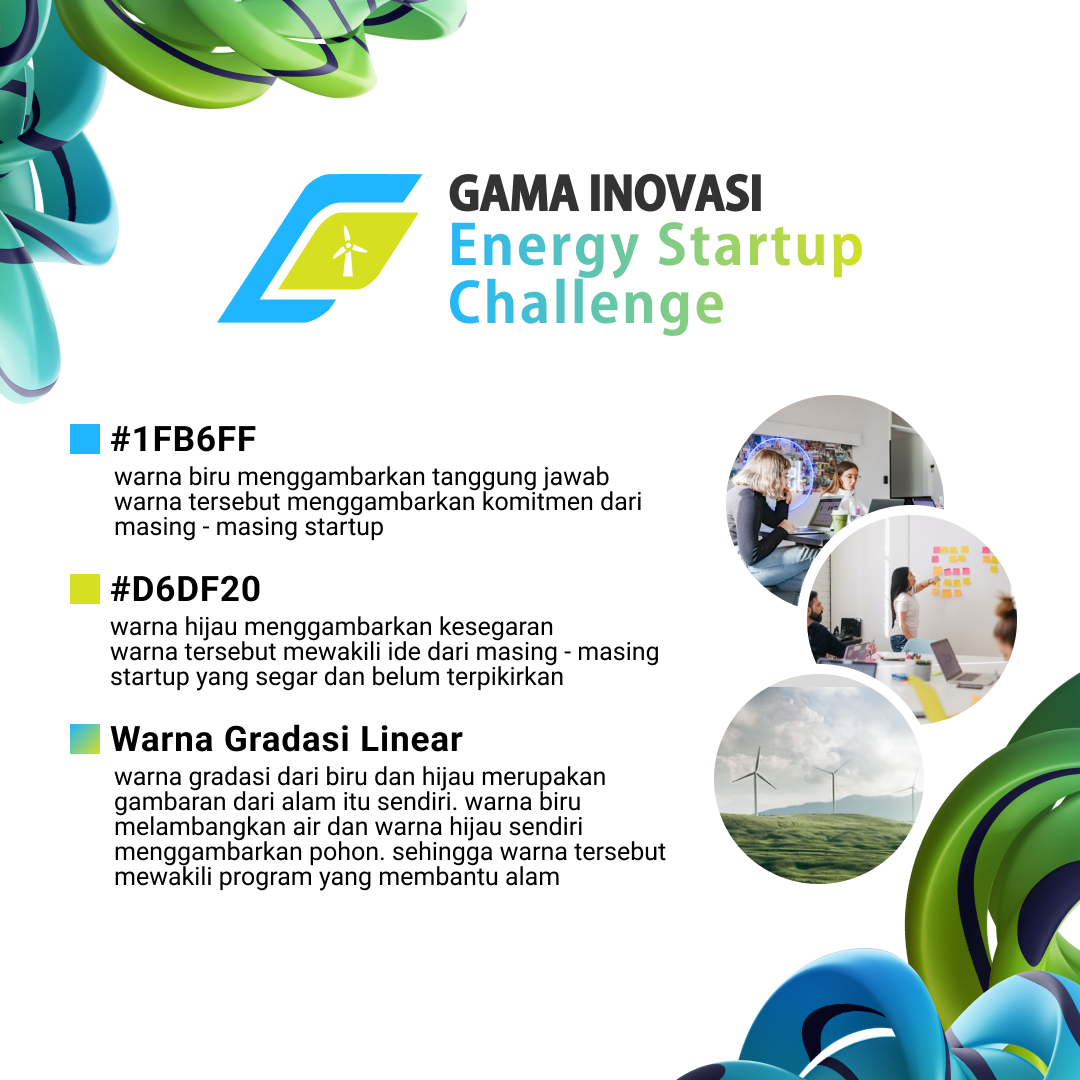 GAMA INOVASI
Energy Startup
Challenge
#1FB6FF
warna biru menggambarkan tanggung jawab
warna tersebut menggambarkan komitmen dari
masing - masing startup
#D6DF20
warna hijau menggambarkan kesegaran
warna tersebut mewakili ide dari masing - masing
startup yang segar dan belum terpikirkan
Warna Gradasi Linear
warna gradasi dari biru dan hijau merupakan
gambaran dari alam itu sendiri. warna biru
melambangkan air dan warna hijau sendiri
menggambarkan pohon. sehingga warna tersebut
mewakili program yang membantu alam